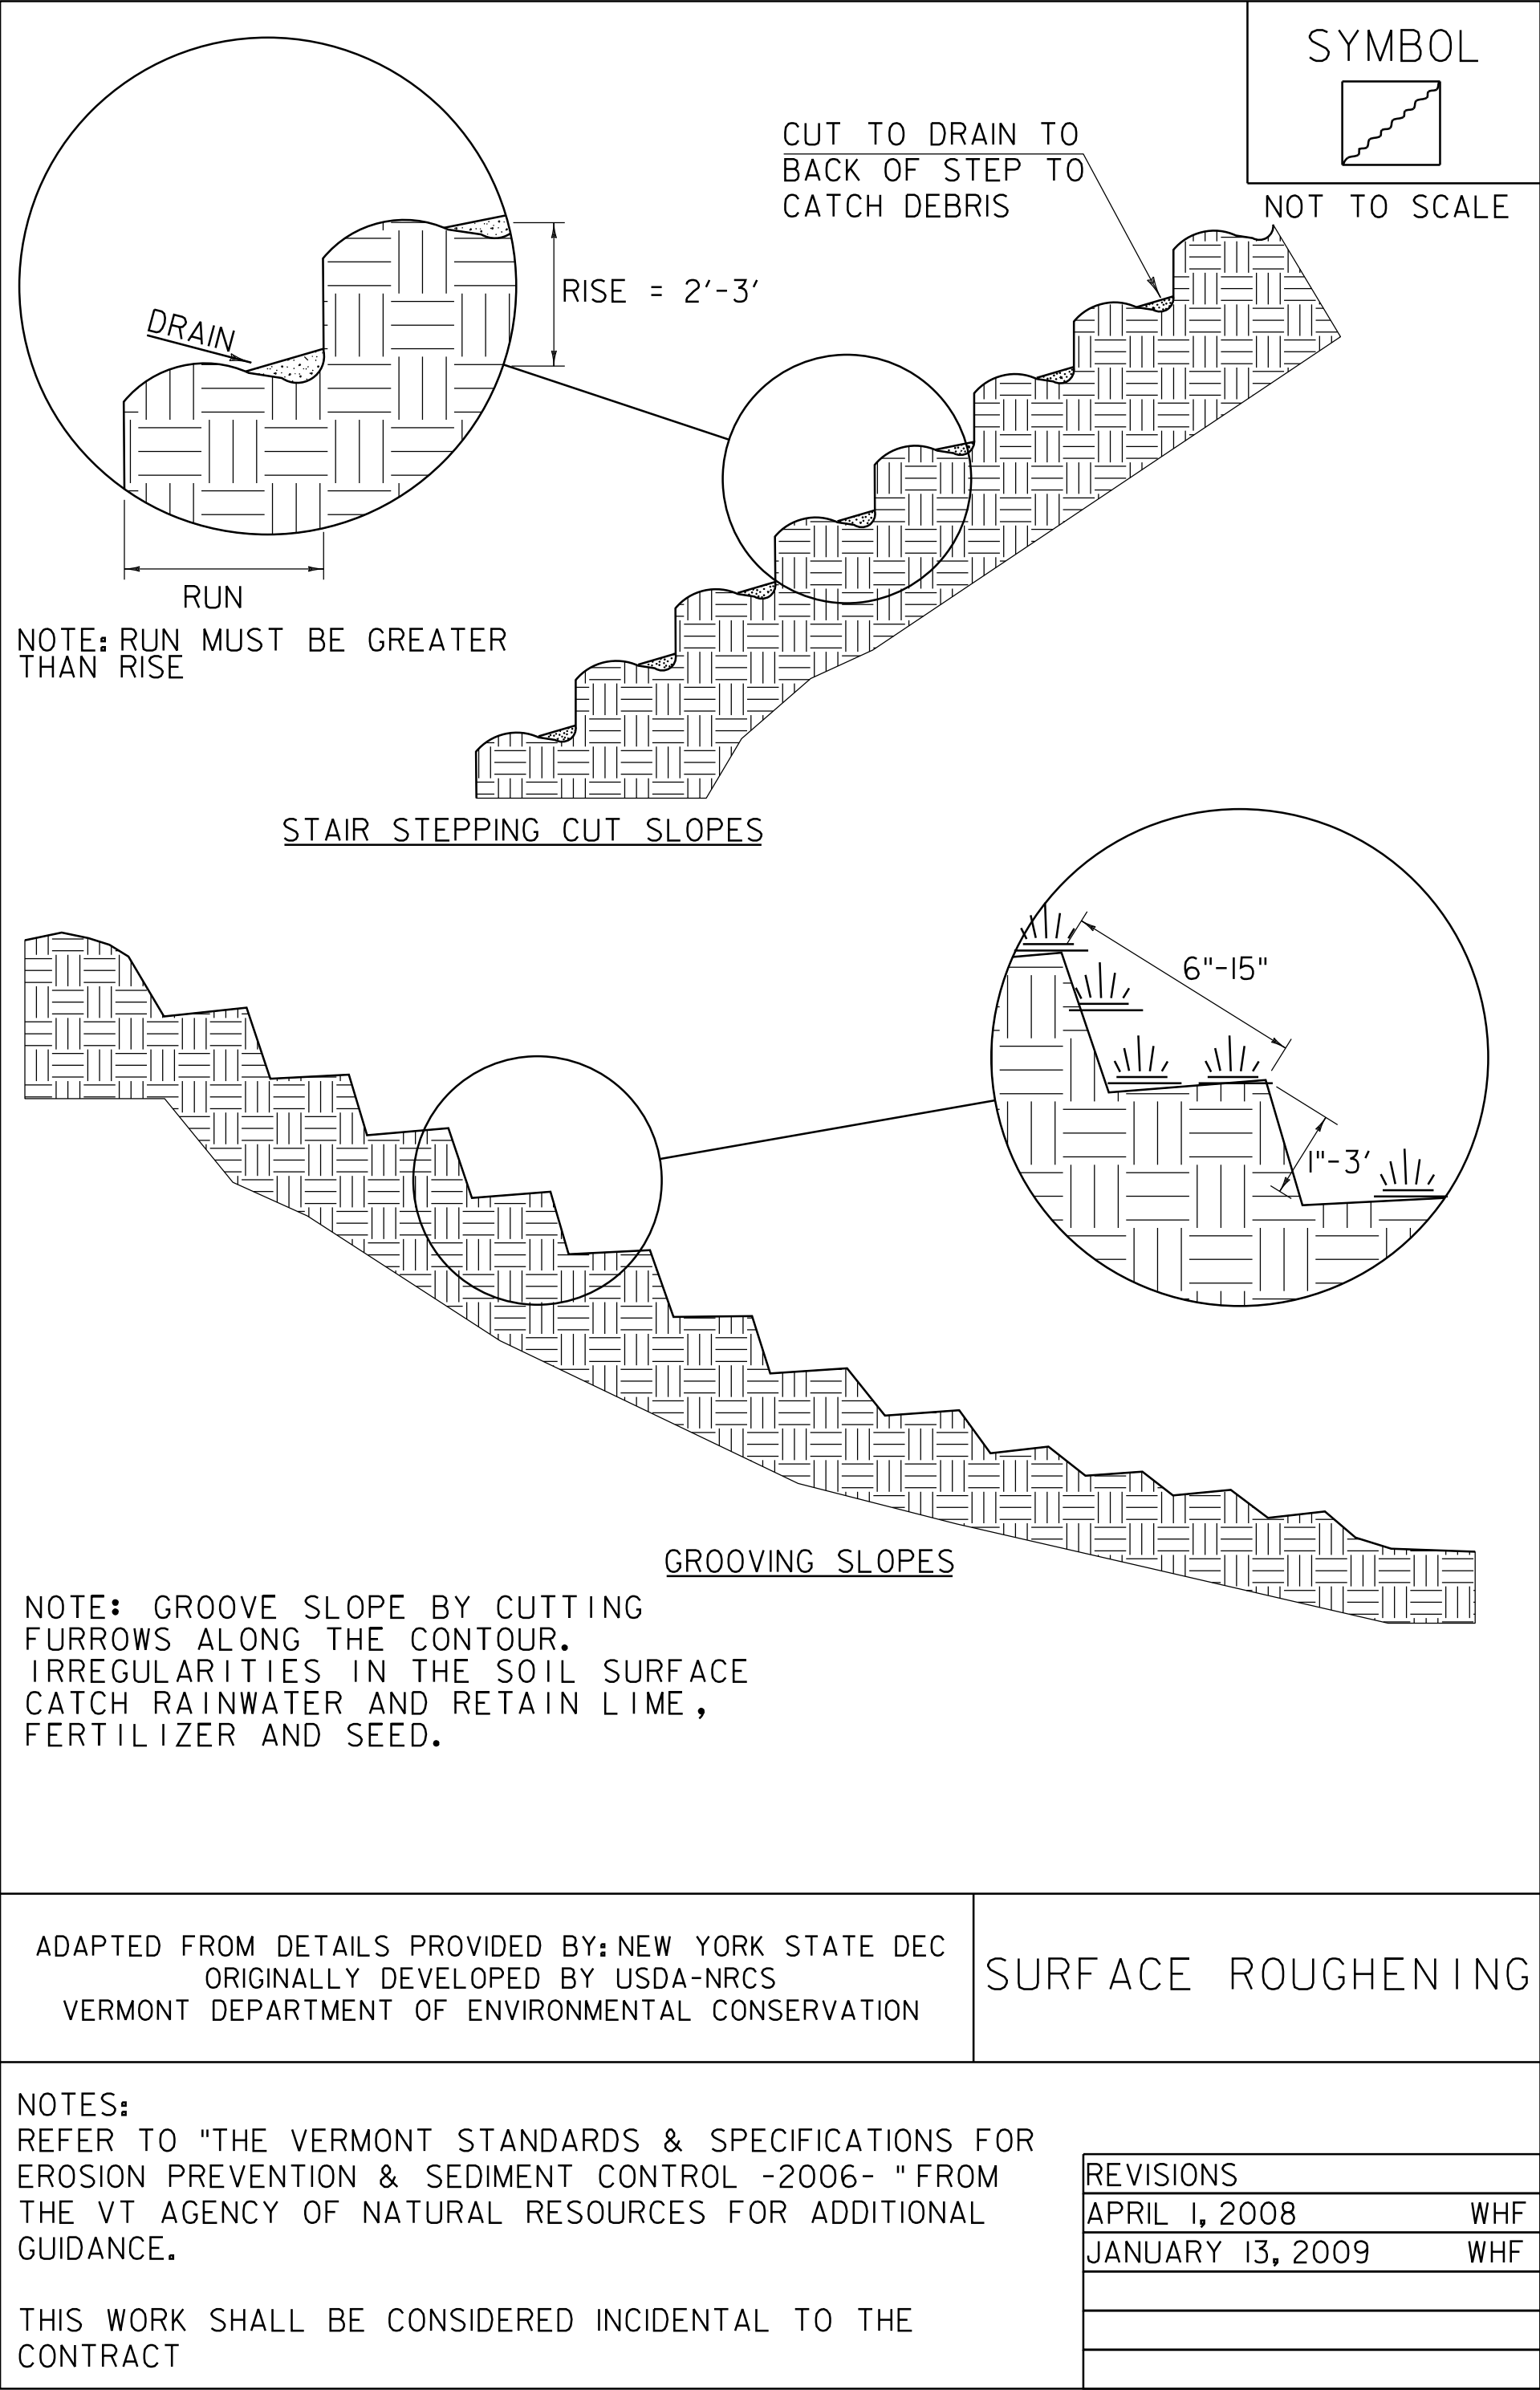 SYMBOL
NOT TO SCALE
CUT TO DRAIN TO
BACK OF STEP TO
CATCH DEBRIS
RISE = 2'-3'
DRAIN
RUN
NOTE: RUN MUST BE GREATER
THAN RISE
STAIR STEPPING CUT SLOPES
6"-15"
1"-3'
GROOVING SLOPES
NOTE: GROOVE SLOPE BY CUTTING
FURROWS ALONG THE CONTOUR.
IRREGULARITIES IN THE SOIL SURFACE
CATCH RAINWATER AND RETAIN LIME,
FERTILIZER AND SEED.
ADAPTED FROM DETAILS PROVIDED BY: NEW YORK STATE DEC
ORIGINALLY DEVELOPED BY USDA-NRCS
VERMONT DEPARTMENT OF ENVIRONMENTAL CONSERVATION
SURFACE ROUGHENING
NOTES:
REFER TO "THE VERMONT STANDARDS & SPECIFICATIONS FOR
EROSION PREVENTION & SEDIMENT CONTROL -2006- " FROM
THE VT AGENCY OF NATURAL RESOURCES FOR ADDITIONAL
GUIDANCE.
THIS WORK SHALL BE CONSIDERED INCIDENTAL TO THE
CONTRACT
REVISIONS
APRIL 1, 2008 WHF
JANUARY 13, 2009 WHF